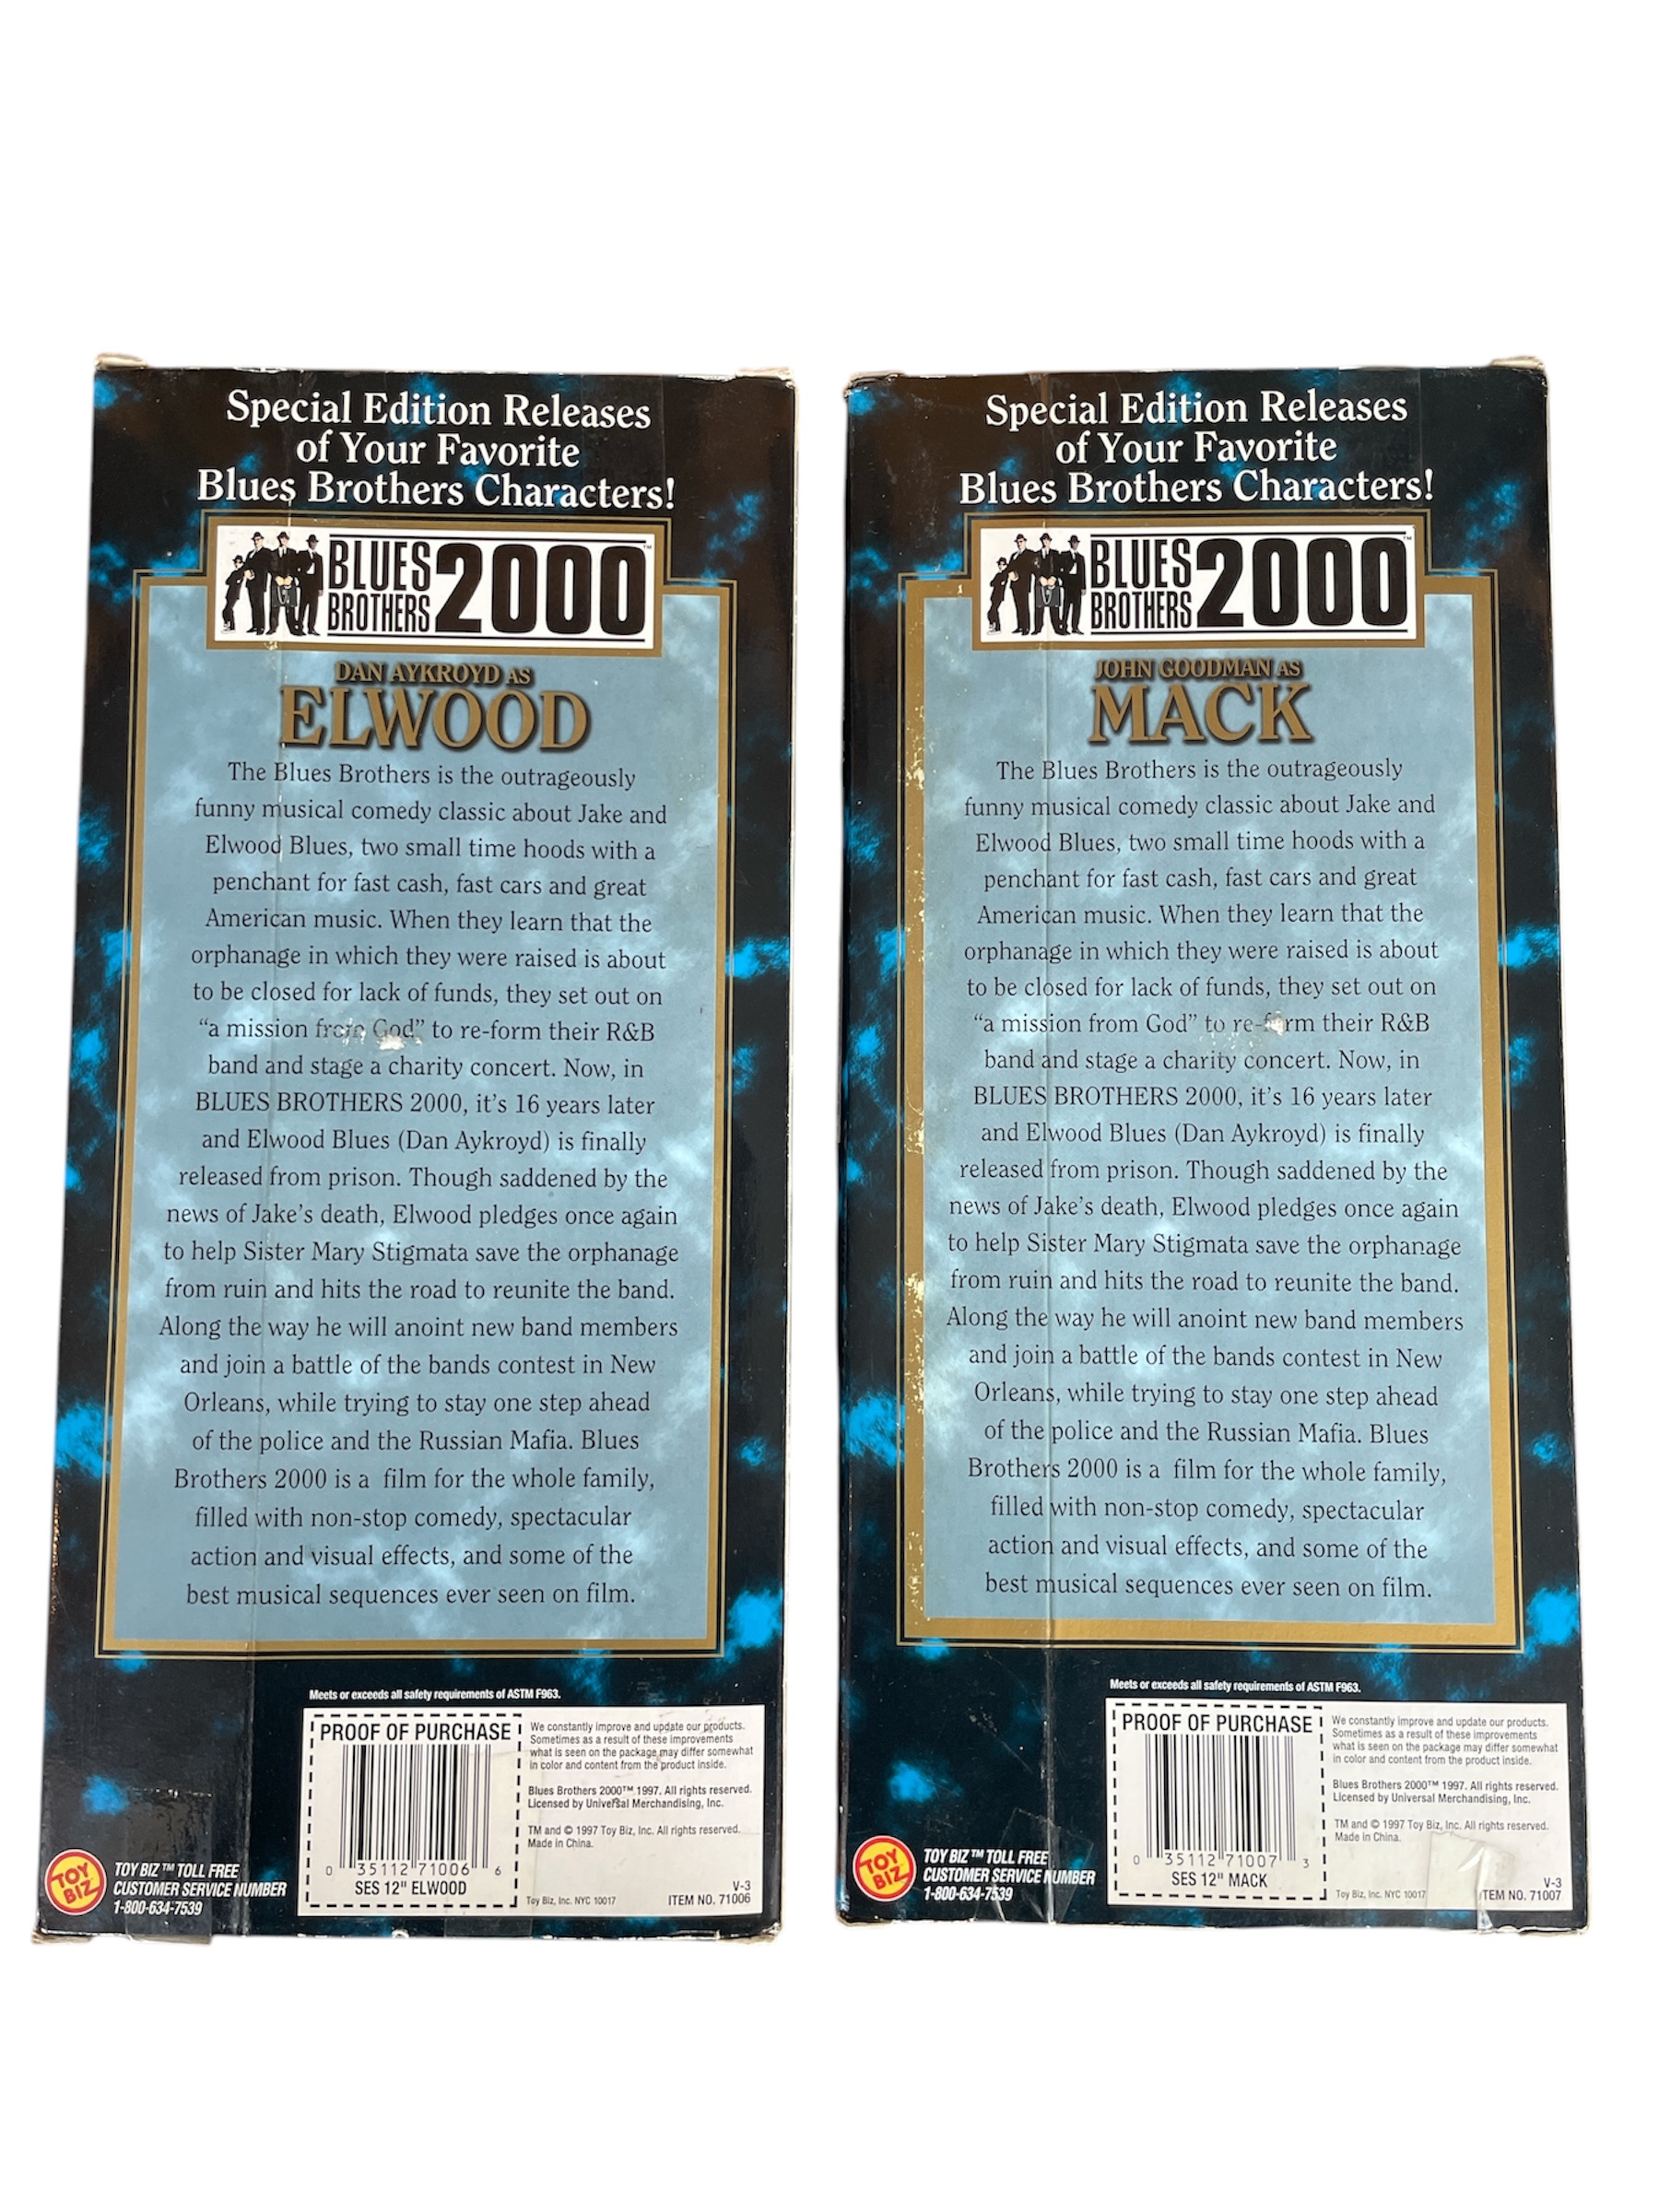 Special Edition Releases
of Your Favorite
Blues Brothers Characters!
BLUES
BROTHERS
2000™
DAN AYKROYD AS
ELWOOD
The Blues Brothers is the outrageously
funny musical comedy classic about Jake and
Elwood Blues, two small time hoods with a
penchant for fast cash, fast cars and great
American music. When they learn that the
orphanage in which they were raised is about
to be closed for lack of funds, they set out on
“a mission from God” to re-form their R&B
band and stage a charity concert. Now, in
BLUES BROTHERS 2000, it’s 16 years later
and Elwood Blues (Dan Aykroyd) is finally
released from prison. Though saddened by the
news of Jake’s death, Elwood pledges once again
to help Sister Mary Stigmata save the orphanage
from ruin and hits the road to reunite the band.
Along the way he will anoint new band members
and join a battle of the bands contest in New
Orleans, while trying to stay one step ahead
of the police and the Russian Mafia. Blues
Brothers 2000 is a film for the whole family,
filled with non-stop comedy, spectacular
action and visual effects, and some of the
best musical sequences ever seen on film.
Meets or exceeds all safety requirements of ASTM F963.
PROOF OF PURCHASE
0 35112 71006 6
SES 12" ELWOOD
We constantly improve and update our products.
Sometimes as a result of these improvements
what is seen on the package may differ somewhat
in color and content from the product inside.
Blues Brothers 2000™ 1997. All rights reserved.
Licensed by Universal Merchandising, Inc.
TM and © 1997 Toy Biz, Inc. All rights reserved.
Made in China.
V-3
Toy Biz, Inc. NYC 10017
ITEM NO. 71006
TOY
BIZ
TOY BIZ™ TOLL FREE
CUSTOMER SERVICE NUMBER
1-800-634-7539
Special Edition Releases
of Your Favorite
Blues Brothers Characters!
BLUES
BROTHERS
2000™
JOHN GOODMAN AS
MACK
The Blues Brothers is the outrageously
funny musical comedy classic about Jake and
Elwood Blues, two small time hoods with a
penchant for fast cash, fast cars and great
American music. When they learn that the
orphanage in which they were raised is about
to be closed for lack of funds, they set out on
“a mission from God” to re-form their R&B
band and stage a charity concert. Now, in
BLUES BROTHERS 2000, it’s 16 years later
and Elwood Blues (Dan Aykroyd) is finally
released from prison. Though saddened by the
news of Jake’s death, Elwood pledges once again
to help Sister Mary Stigmata save the orphanage
from ruin and hits the road to reunite the band.
Along the way he will anoint new band members
and join a battle of the bands contest in New
Orleans, while trying to stay one step ahead
of the police and the Russian Mafia. Blues
Brothers 2000 is a film for the whole family,
filled with non-stop comedy, spectacular
action and visual effects, and some of the
best musical sequences ever seen on film.
Meets or exceeds all safety requirements of ASTM F963.
PROOF OF PURCHASE
0 35112 71007 3
SES 12" MACK
We constantly improve and update our products.
Sometimes as a result of these improvements
what is seen on the package may differ somewhat
in color and content from the product inside.
Blues Brothers 2000™ 1997. All rights reserved.
Licensed by Universal Merchandising, Inc.
TM and © 1997 Toy Biz, Inc. All rights reserved.
Made in China.
V-3
Toy Biz, Inc. NYC 10017
ITEM NO. 71007
TOY
BIZ
TOY BIZ™ TOLL FREE
CUSTOMER SERVICE NUMBER
1-800-634-7539